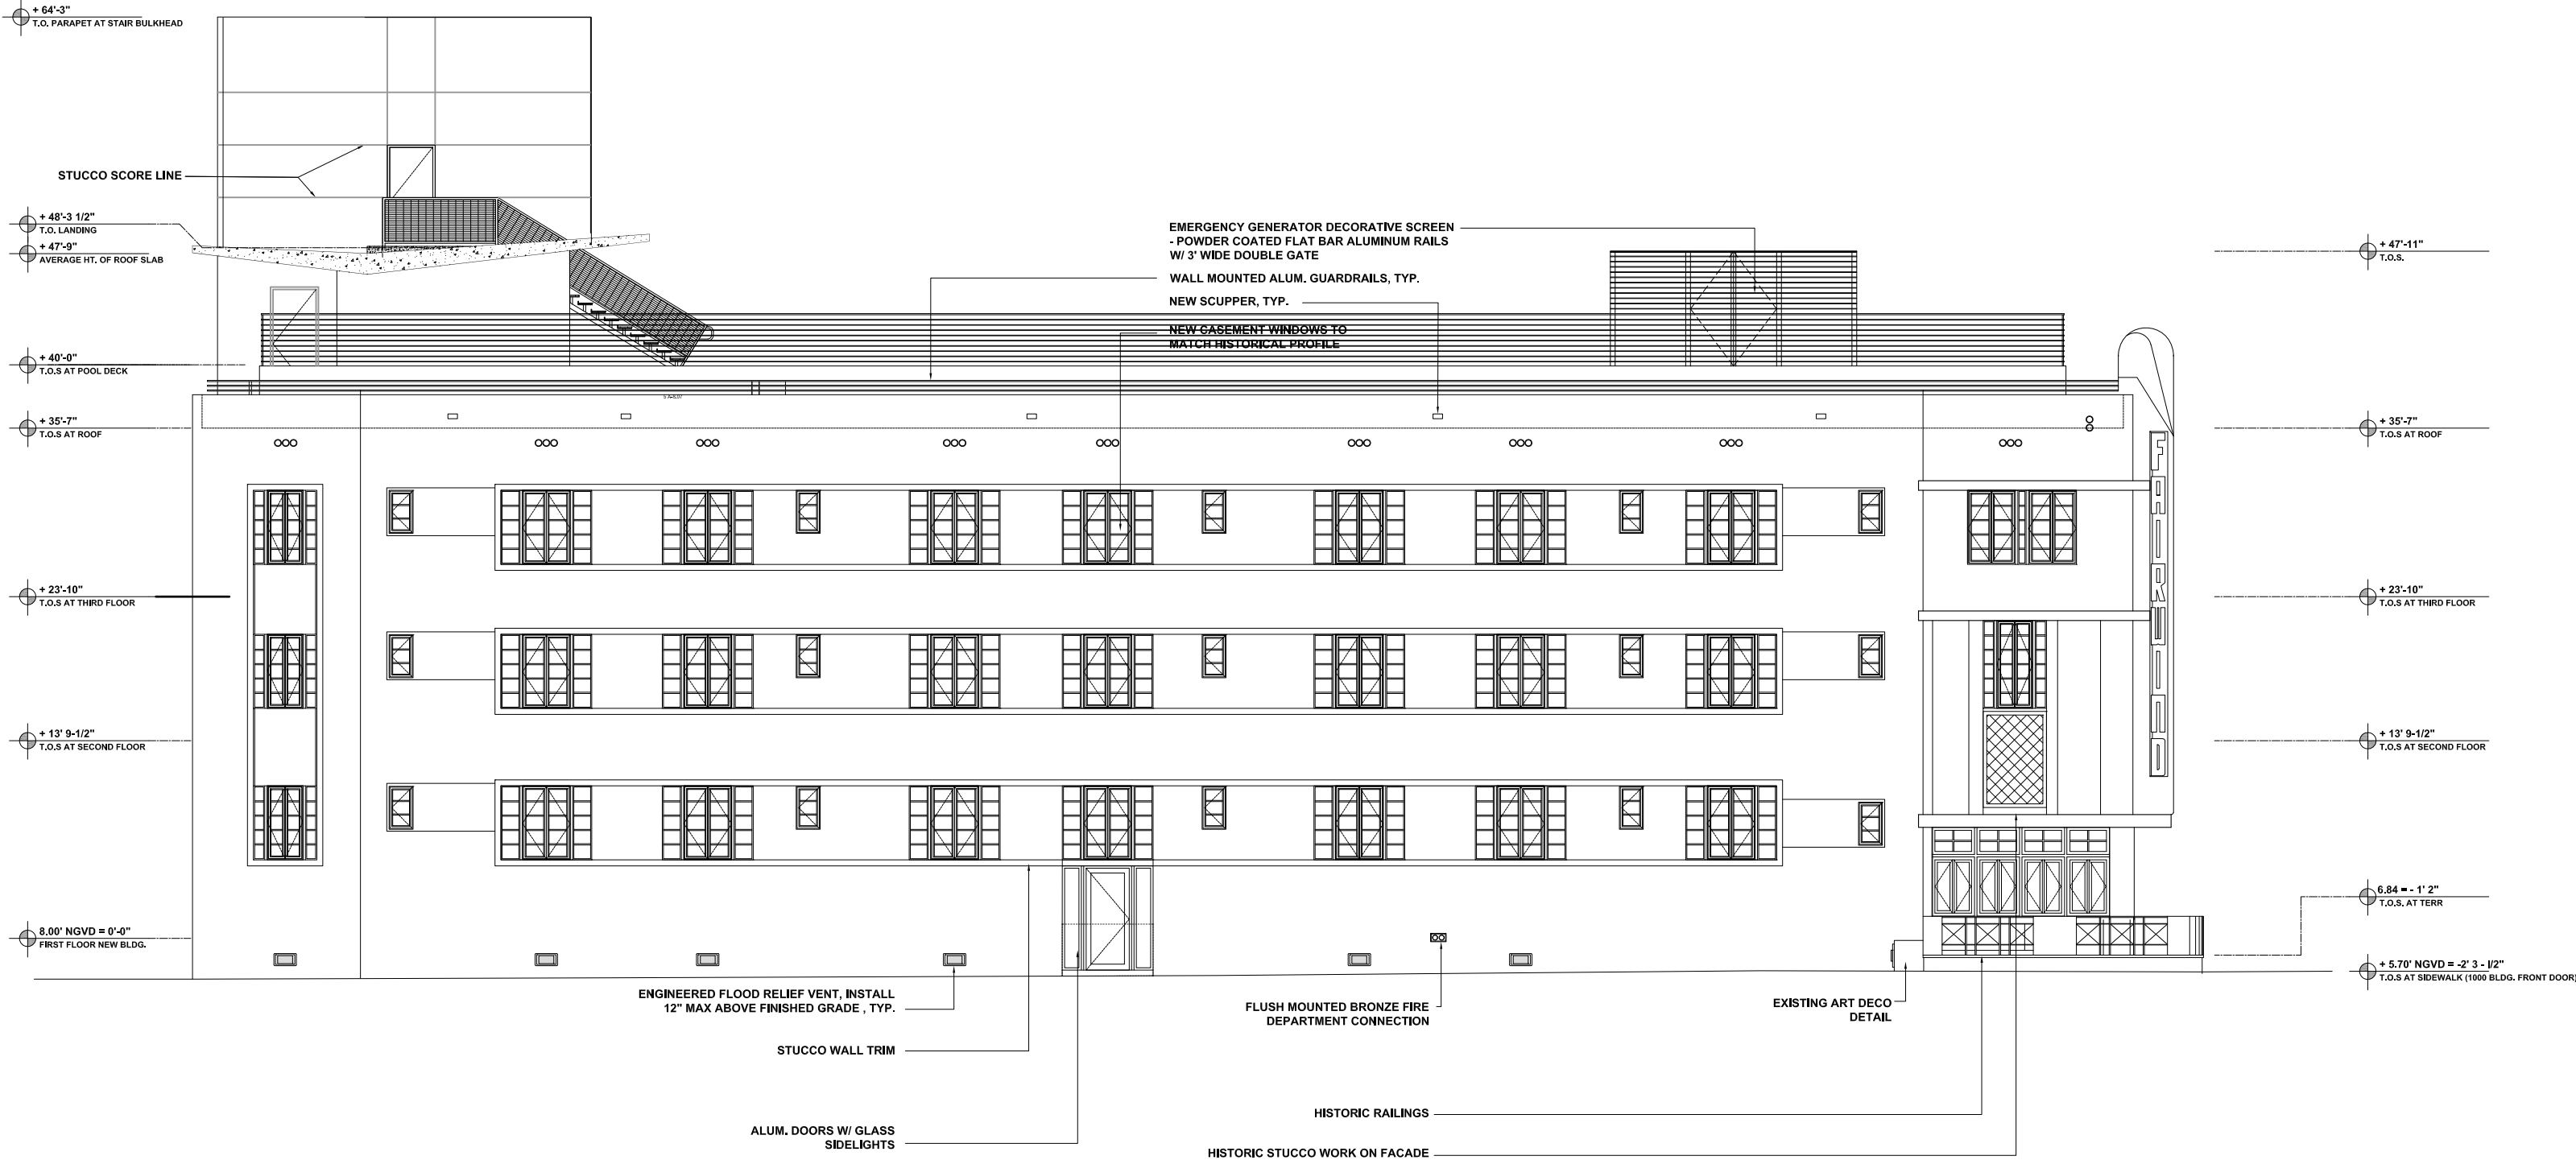 + 64'-3"
T.O. PARAPET AT STAIR BULKHEAD
STUCCO SCORE LINE
+ 48'-3 1/2"
T.O. LANDING
+ 47'-9"
AVERAGE HT. OF ROOF SLAB
+ 40'-0"
T.O.S AT POOL DECK
+ 35'-7"
T.O.S AT ROOF
+ 23'-10"
T.O.S AT THIRD FLOOR
+ 13' 9-1/2"
T.O.S AT SECOND FLOOR
8.00' NGVD = 0'-0"
FIRST FLOOR NEW BLDG.
EMERGENCY GENERATOR DECORATIVE SCREEN
- POWDER COATED FLAT BAR ALUMINUM RAILS
W/ 3' WIDE DOUBLE GATE
WALL MOUNTED ALUM. GUARDRAILS, TYP.
NEW SCUPPER, TYP.
NEW CASEMENT WINDOWS TO
MATCH HISTORICAL PROFILE
ENGINEERED FLOOD RELIEF VENT, INSTALL
12" MAX ABOVE FINISHED GRADE , TYP.
STUCCO WALL TRIM
ALUM. DOORS W/ GLASS
SIDELIGHTS
FLUSH MOUNTED BRONZE FIRE
DEPARTMENT CONNECTION
HISTORIC RAILINGS
HISTORIC STUCCO WORK ON FACADE
EXISTING ART DECO
DETAIL
FAIRWIND
+ 47'-11"
T.O.S.
+ 35'-7"
T.O.S AT ROOF
+ 23'-10"
T.O.S AT THIRD FLOOR
+ 13' 9-1/2"
T.O.S AT SECOND FLOOR
6.84 = - 1' 2"
T.O.S. AT TERR
+ 5.70' NGVD = -2' 3 - 1/2"
T.O.S AT SIDEWALK (1000 BLDG. FRONT DOOR)